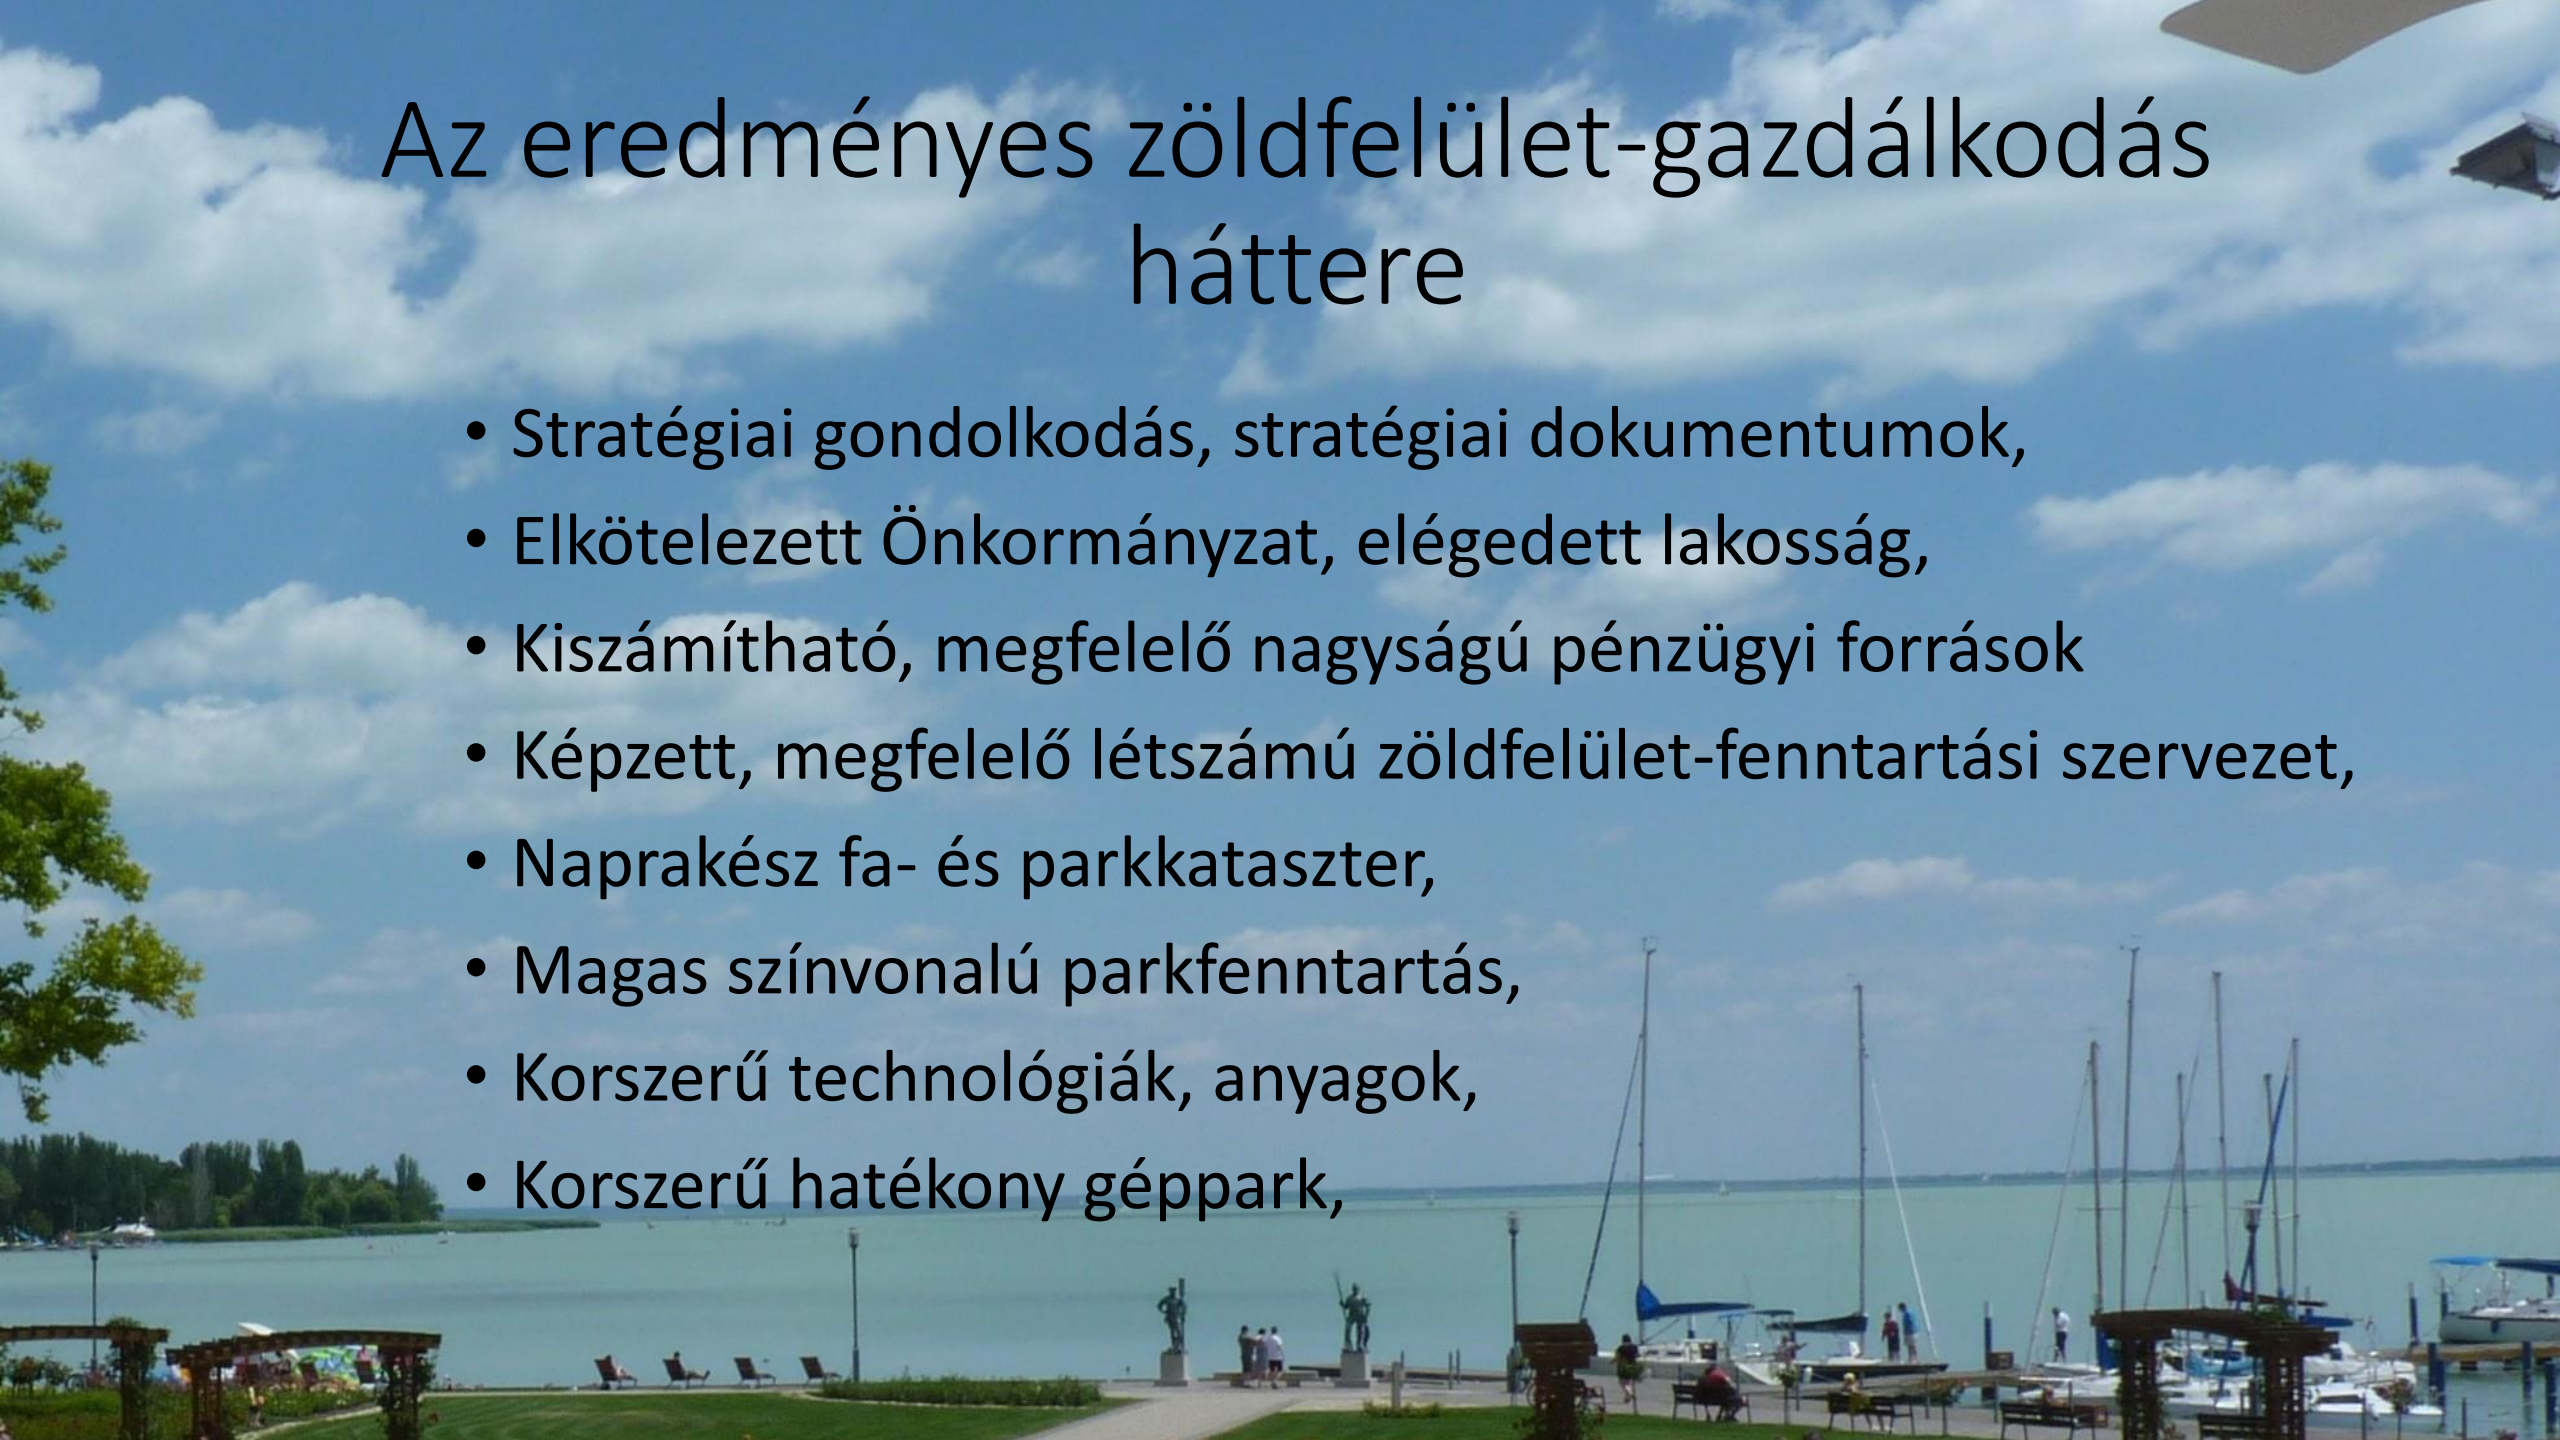 Az eredményes zöldfelület-gazdálkodás
háttere
• Stratégiai gondolkodás, stratégiai dokumentumok,
• Elkötelezett Önkormányzat, elégedett lakosság,
• Kiszámítható, megfelelő nagyságú pénzügyi források
• Képzett, megfelelő létszámú zöldfelület-fenntartási szervezet,
• Naprakész fa- és parkkataszter,
• Magas színvonalú parkfenntartás,
• Korszerű technológiák, anyagok,
• Korszerű hatékony géppark,